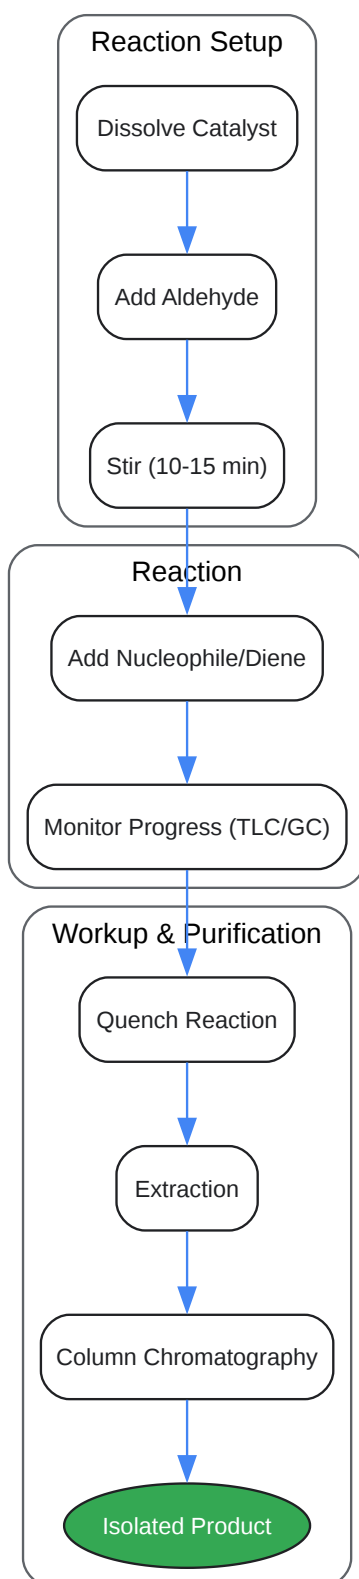 Reaction Setup
Dissolve Catalyst
Add Aldehyde
Stir (10-15 min)
Reaction
Add Nucleophile/Diene
Monitor Progress (TLC/GC)
Workup & Purification
Quench Reaction
Extraction
Column Chromatography
Isolated Product